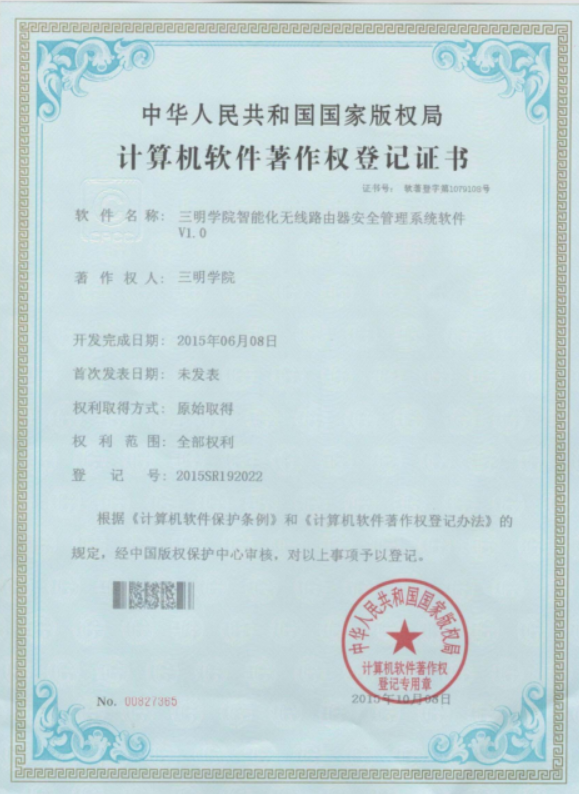 中华人民共和国国家版权局
计算机软件著作权登记证书
证书号： 软著登字第1079108号
软件名称： 三明学院智能化无线路由器安全管理系统软件
V1.0
著作权人： 三明学院
开发完成日期： 2015年06月08日
首次发表日期： 未发表
权利取得方式： 原始取得
权利范围： 全部权利
登记号： 2015SR192022
根据《计算机软件保护条例》和《计算机软件著作权登记办法》的
规定，经中国版权保护中心审核，对以上事项予以登记。
中华人民共和国国家版权局
计算机软件著作权
登记专用章
2015年10月08日
No. 00827365